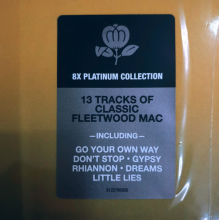 8X PLATINUM COLLECTION
13 TRACKS OF
CLASSIC
FLEETWOOD MAC
—INCLUDING—
GO YOUR OWN WAY
DON'T STOP • GYPSY
RHIANNON • DREAMS
LITTLE LIES